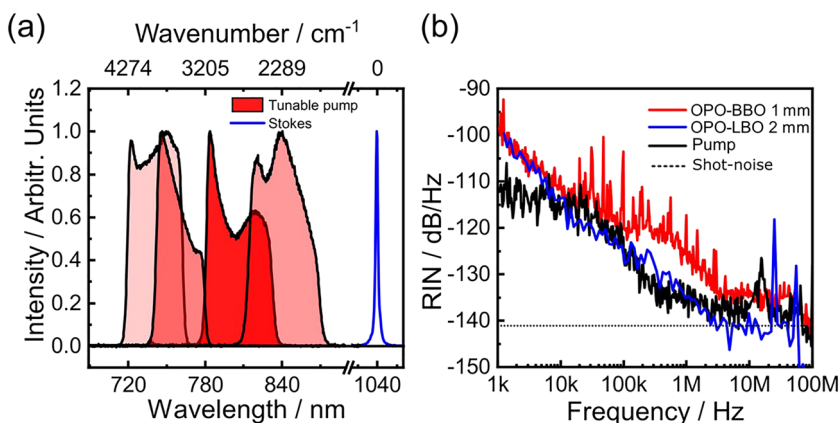 (a)
Wavenumber / cm-1
4274 3205 2289 0
Intensity / Arbitr. Units
1.2
1.0
0.8
0.6
0.4
0.2
0.0
Tunable pump
Stokes
720 780 840 1040
Wavelength / nm
(b)
RIN / dB/Hz
-90
-100
-110
-120
-130
-140
-150
OPO-BBO 1 mm
OPO-LBO 2 mm
Pump
Shot-noise
1k 10k 100k 1M 10M 100M
Frequency / Hz